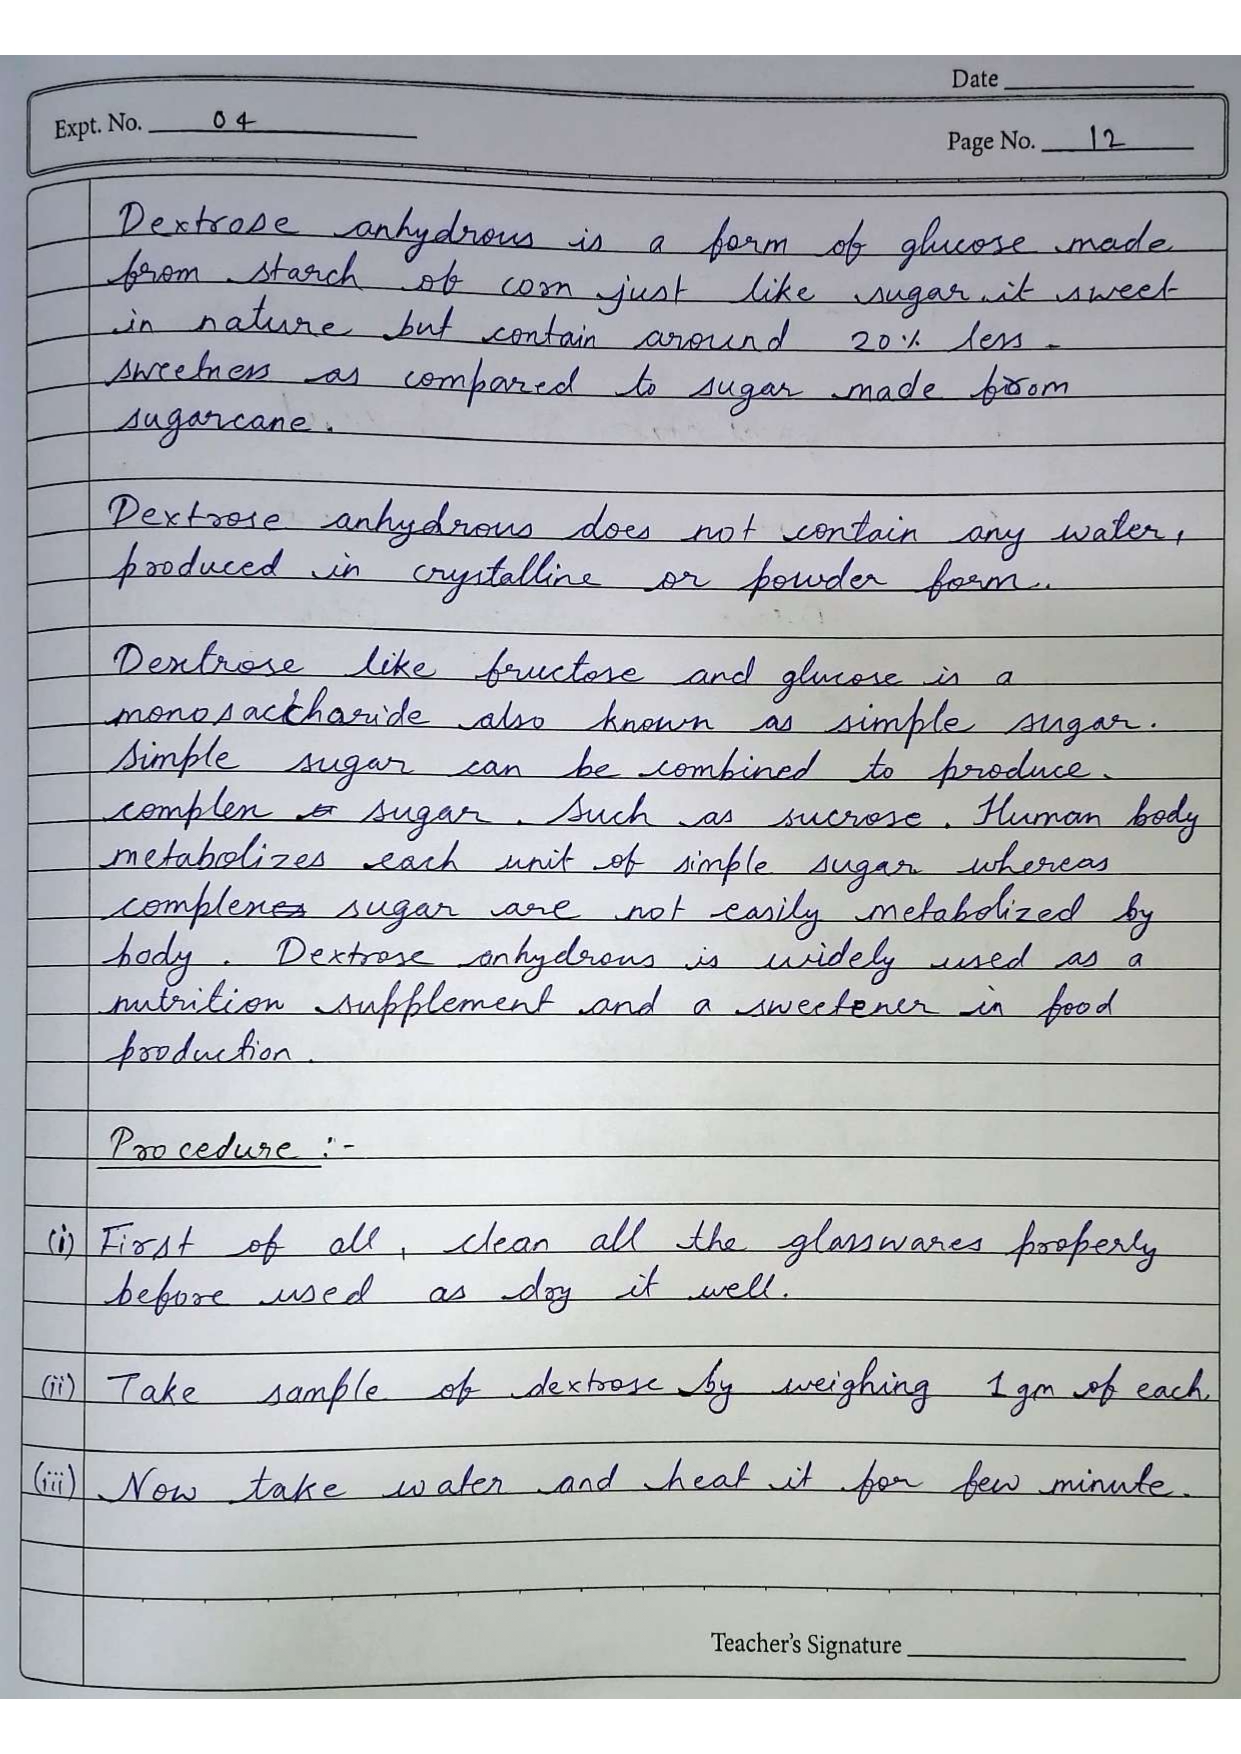 Date
Expt. No. 04
Page No. 12
Dextrose anhydrous is a form of glucose made
from starch of corn just like sugar it sweet
in nature but contain around 20% less
sweetness as compared to sugar made from
sugarcane.
Dextrose anhydrous does not contain any water,
produced in crystalline or powder form.
Dextrose like fructose and glucose is a
monosaccharide also known as simple sugar.
Simple sugar can be combined to produce
complex sugar. Such as sucrose. Human body
metabolizes each unit of simple sugar whereas
complex sugar are not easily metabolized by
body. Dextrose anhydrous is widely used as a
nutrition supplement and a sweetener in food
production.
Procedure :-
(i) First of all, clean all the glasswares properly
before used as dry it well.
(ii) Take sample of dextrose by weighing 1 gm of each.
(iii) Now take water and heat it for few minute.
Teacher's Signature